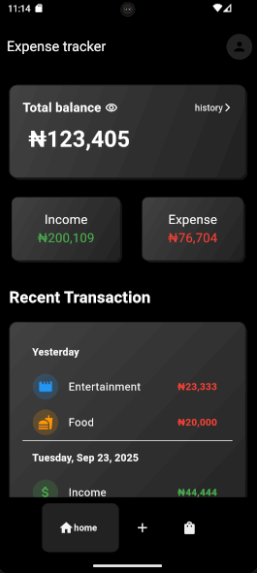 11:14
Expense tracker
Total balance
history
₦123,405
Income
₦200,109
Expense
₦76,704
Recent Transaction
Yesterday
Entertainment
₦23,333
Food
₦20,000
Tuesday, Sep 23, 2025
$
Income
₦44,444
home